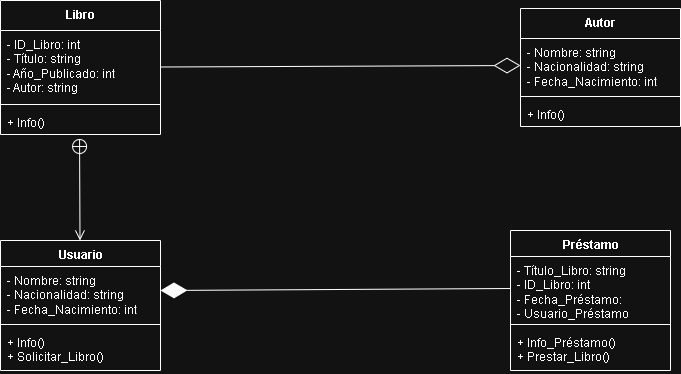 Libro
- ID_Libro: int
- Título: string
- Año_Publicado: int
- Autor: string
+ Info()
Autor
- Nombre: string
- Nacionalidad: string
- Fecha_Nacimiento: int
+ Info()
Usuario
- Nombre: string
- Nacionalidad: string
- Fecha_Nacimiento: int
+ Info()
+ Solicitar_Libro()
Préstamo
- Título_Libro: string
- ID_Libro: int
- Fecha_Préstamo:
- Usuario_Préstamo
+ Info_Préstamo()
+ Prestar_Libro()